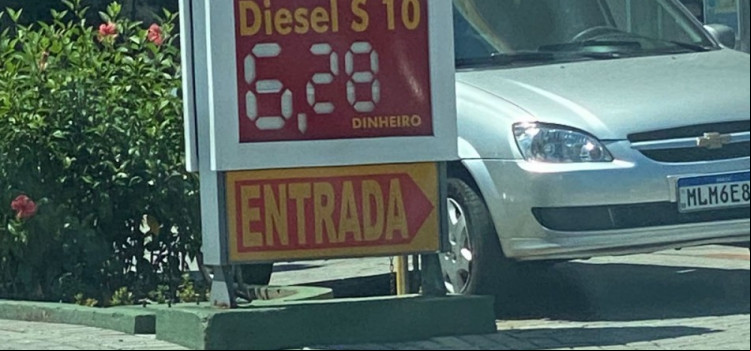 Diesel S 10
6,28
DINHEIRO
ENTRADA
MLM6E8